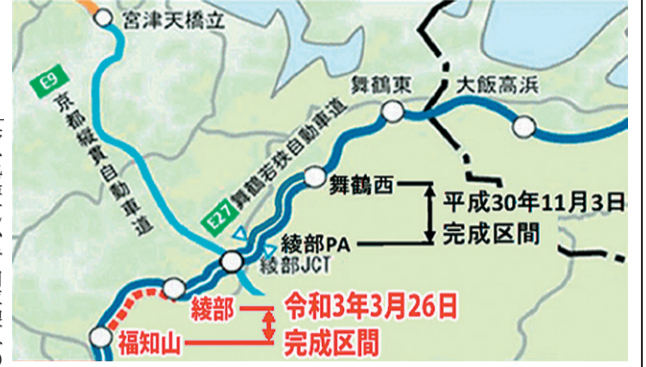 宮津天橋立
E9
京都縦貫自動車道
舞鶴東
大飯高浜
E27
舞鶴若狭自動車道
舞鶴西
平成30年11月3日
完成区間
綾部PA
綾部JCT
綾部
令和3年3月26日
完成区間
福知山